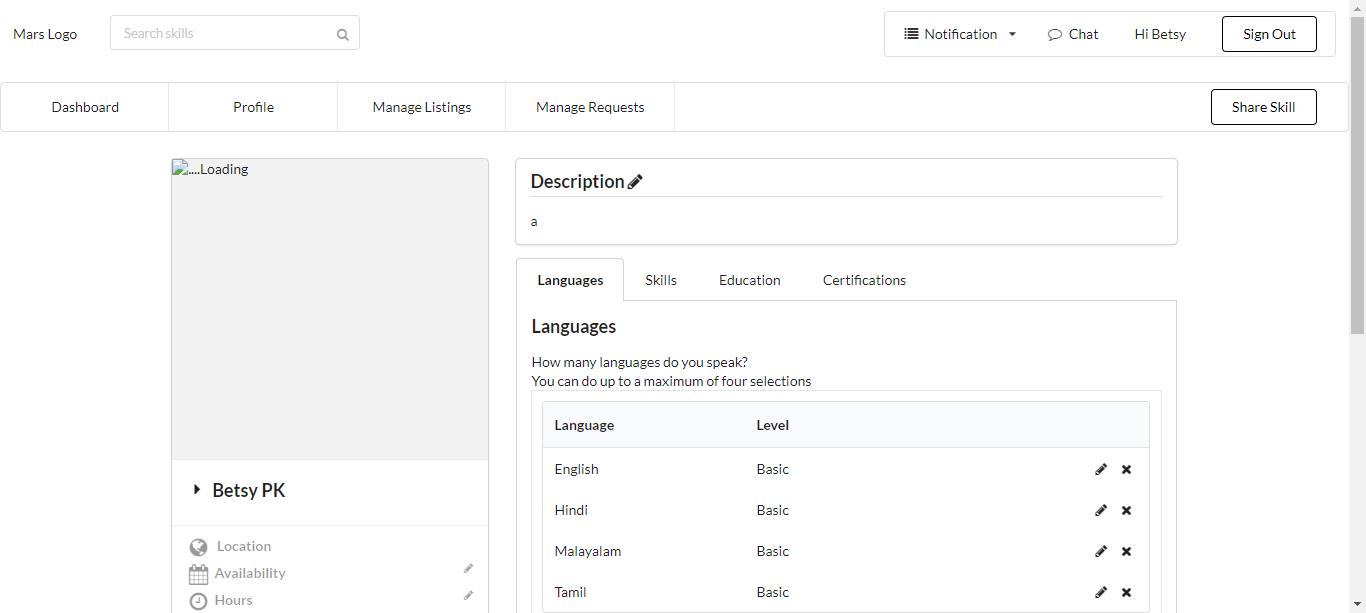 Mars Logo
Search skills
Notification
Chat
Hi Betsy
Sign Out
Dashboard
Profile
Manage Listings
Manage Requests
Share Skill
....Loading
Betsy PK
Location
Availability
Hours
Description
a
Languages
Skills
Education
Certifications
Languages
How many languages do you speak?
You can do up to a maximum of four selections
Language Level
English Basic
Hindi Basic
Malayalam Basic
Tamil Basic